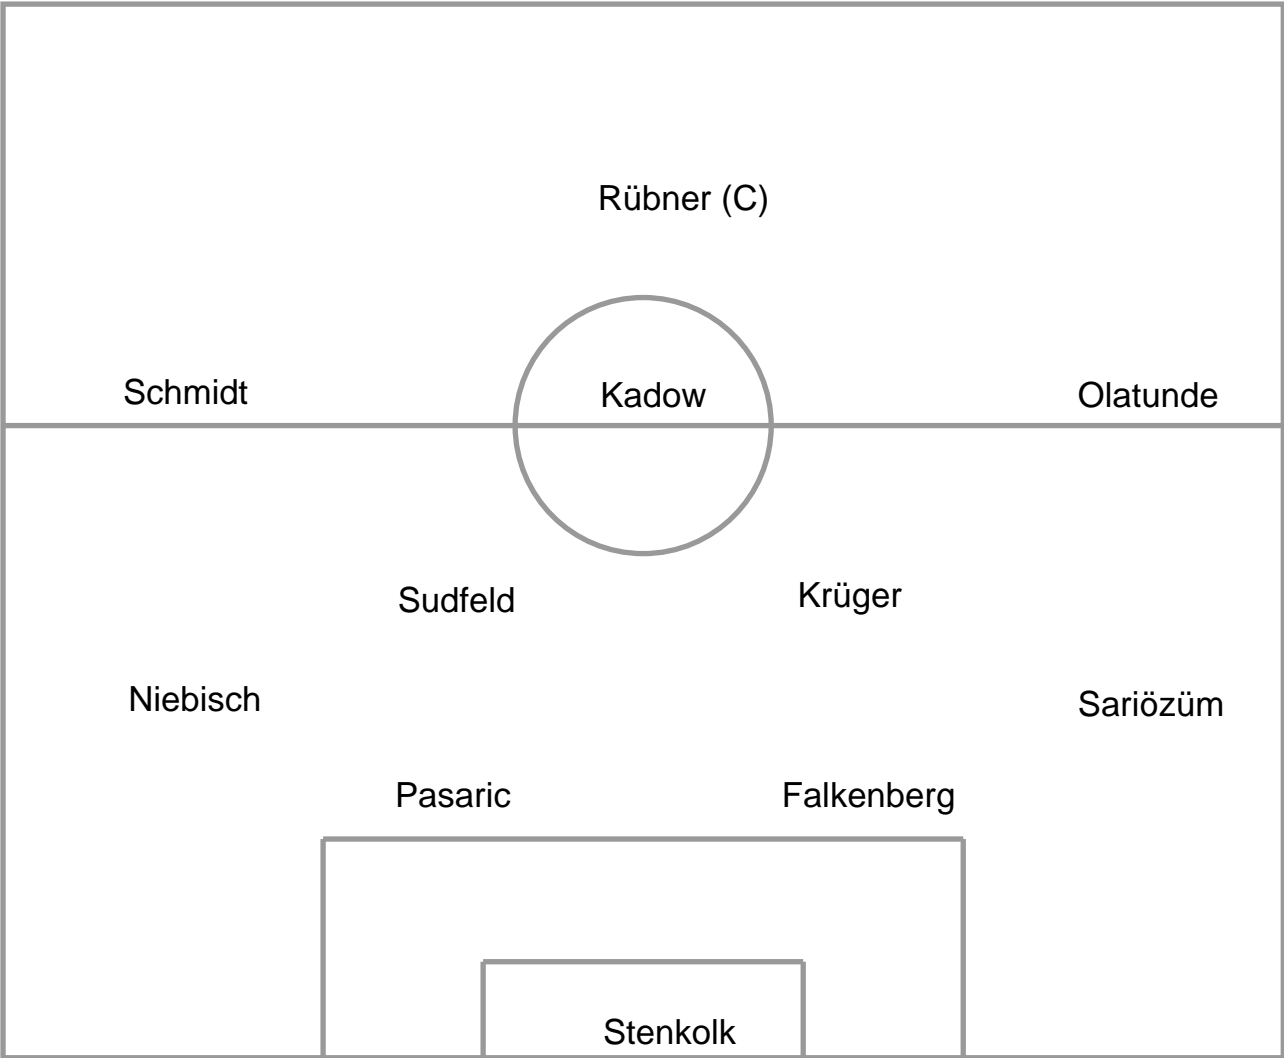 Rübner (C)
Schmidt
Kadow
Olatunde
Sudfeld
Krüger
Niebisch
Sariözüm
Pasaric
Falkenberg
Stenkolk